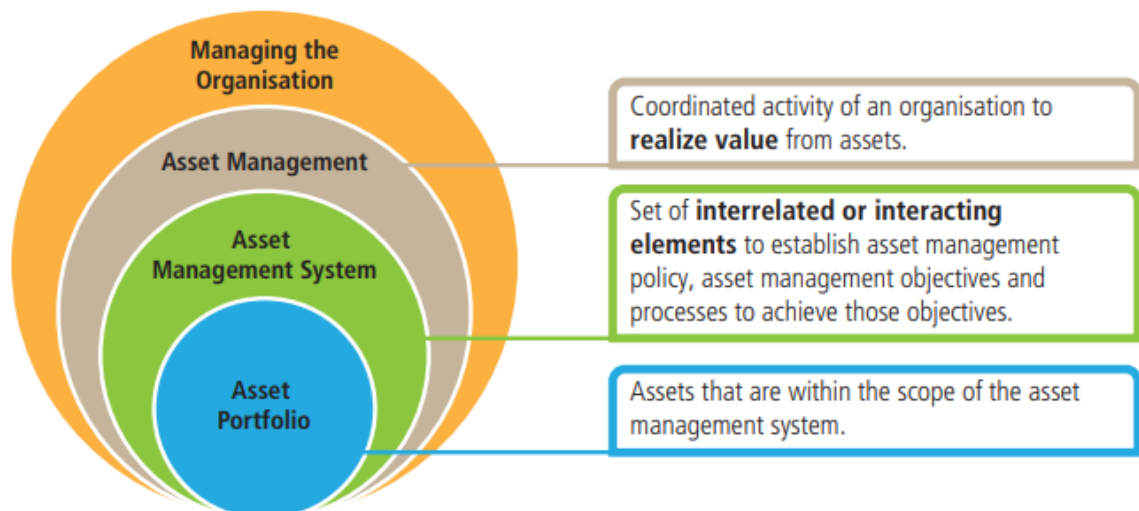 Managing the
Organisation
Asset Management
Asset
Management System
Asset
Portfolio
Coordinated activity of an organisation to
realize value from assets.
Set of interrelated or interacting
elements to establish asset management
policy, asset management objectives and
processes to achieve those objectives.
Assets that are within the scope of the asset
management system.